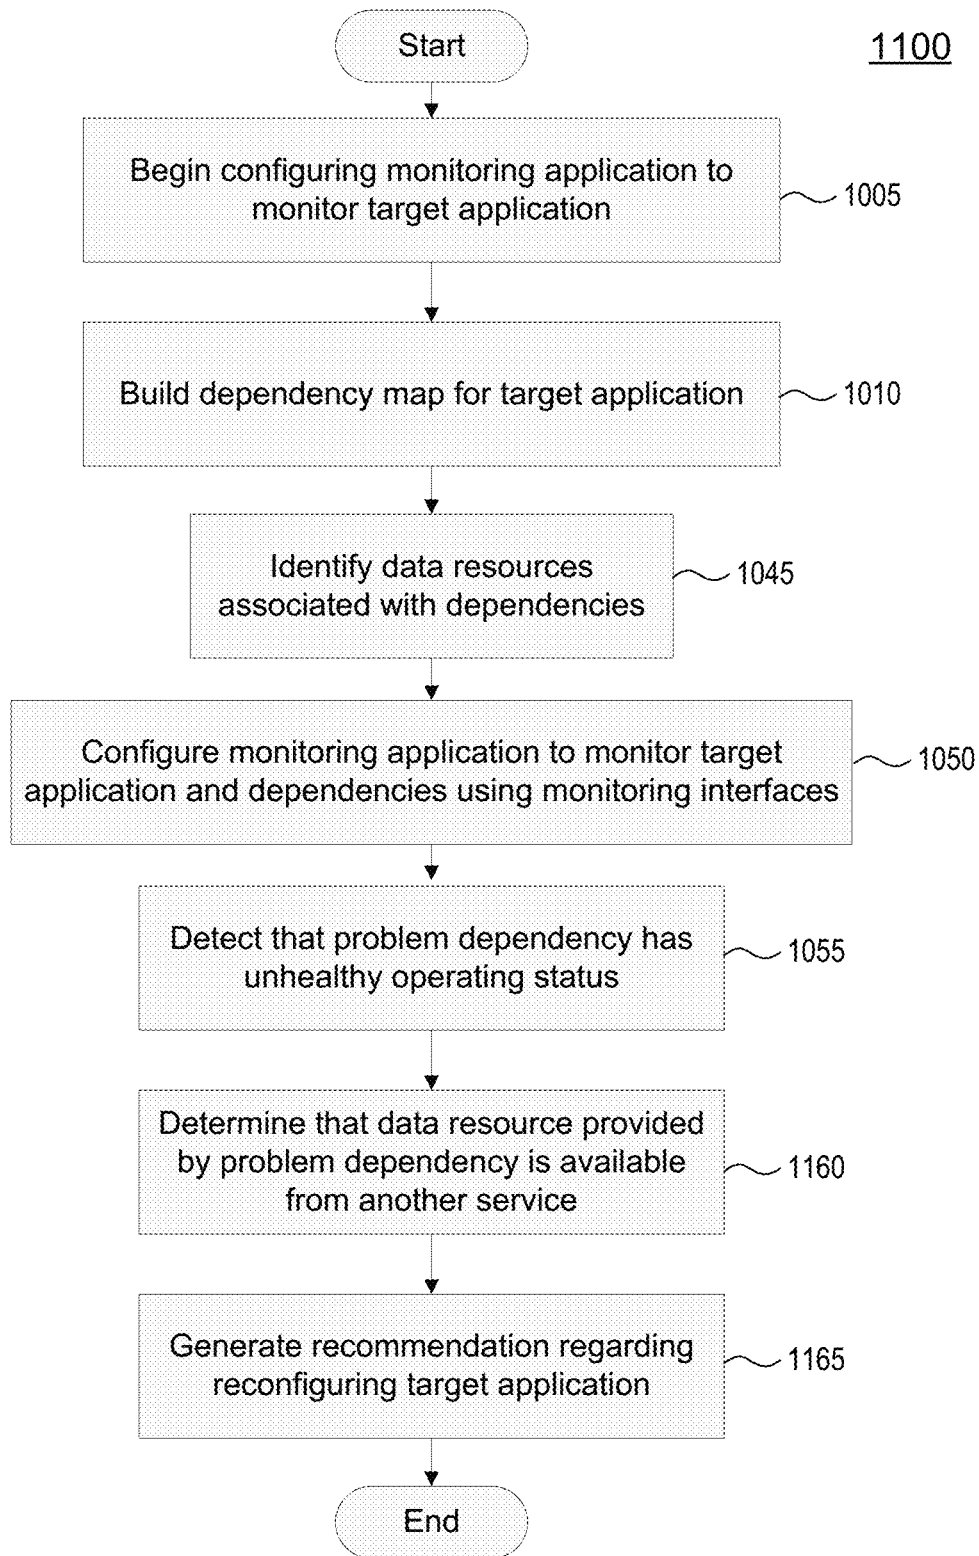 Start
1100
Begin configuring monitoring application to
monitor target application
1005
Build dependency map for target application
1010
Identify data resources
associated with dependencies
1045
Configure monitoring application to monitor target
application and dependencies using monitoring interfaces
1050
Detect that problem dependency has
unhealthy operating status
1055
Determine that data resource provided
by problem dependency is available
from another service
1160
Generate recommendation regarding
reconfiguring target application
1165
End